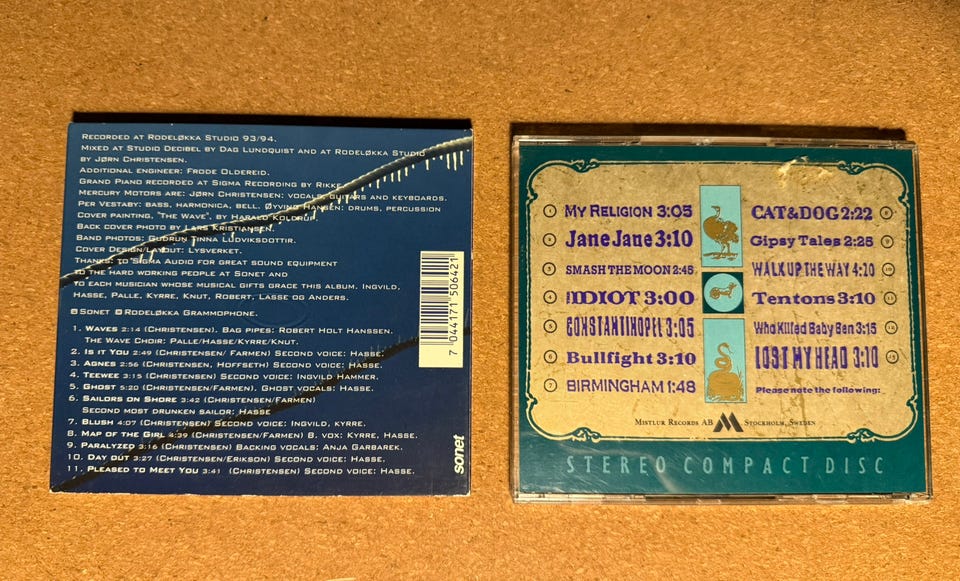 RECORDED AT RODELØKKA STUDIO 93/94.
MIXED AT STUDIO DECIBEL BY DAG LUNDQUIST AND AT RODELØKKA STUDIO
BY JØRN CHRISTENSEN.
ADDITIONAL ENGINEER: FRODE OLDEREID.
GRAND PIANO RECORDED AT SIGMA RECORDING BY RIKKE.
MERCURY MOTORS ARE: JØRN CHRISTENSEN: VOCALS, GUITARS AND KEYBOARDS.
PER VESTABY: BASS, HARMONICA, BELL. ØYVIND HANSEN: DRUMS, PERCUSSION
COVER PAINTING, "THE WAVE", BY HARALD KOLDRUP.
BACK COVER PHOTO BY LARS KRISTIANSEN.
BAND PHOTOS: GUDRUN TINNA LUDVIKSDOTTIR.
COVER DESIGN/LAYOUT: LYSVERKET.
THANKS: TO SIGMA AUDIO FOR GREAT SOUND EQUIPMENT
TO THE HARD WORKING PEOPLE AT SONET AND
TO EACH MUSICIAN WHOSE MUSICAL GIFTS GRACE THIS ALBUM. INGVILD,
HASSE, PALLE, KYRRE, KNUT, ROBERT, LASSE OG ANDERS.
SONET RODELØKKA GRAMMOPHONE.
1. WAVES 2:14 (CHRISTENSEN). BAG PIPES: ROBERT HOLT HANSSEN.
THE WAVE CHOIR: PALLE/HASSE/KYRRE/KNUT.
2. IS IT YOU 2:49 (CHRISTENSEN/ FARMEN) SECOND VOICE: HASSE.
3. AGNES 2:56 (CHRISTENSEN, HOFFSETH) SECOND VOICE: HASSE.
4. TEEWEE 3:15 (CHRISTENSEN) SECOND VOICE: INGVILD HAMMER.
5. GHOST 5:20 (CHRISTENSEN/FARMEN). GHOST VOCALS: HASSE.
6. SAILORS ON SHORE 3:42 (CHRISTENSEN/FARMEN)
SECOND MOST DRUNKEN SAILOR: HASSE
7. BLUSH 4:07 (CHRISTENSEN) SECOND VOICE: INGVILD, KYRRE.
8. MAP OF THE GIRL 4:39 (CHRISTENSEN/FARMEN) B. VOX: KYRRE, HASSE.
9. PARALYZED 3:16 (CHRISTENSEN) BACKING VOCALS: ANJA GARBAREK.
10. DAY OUT 3:27 (CHRISTENSEN/ERIKSON) SECOND VOICE: HASSE.
11. PLEASED TO MEET YOU 3:41 (CHRISTENSEN) SECOND VOICE: HASSE.
7 044171 506421
sonet
1 MY RELIGION 3:05
2 Jane Jane 3:10
3 SMASH THE MOON 2:45
4 IDIOT 3:00
5 KONSTANTINOPEL 3:05
6 Bullfight 3:10
7 BIRMINGHAM 1:48
8 CAT&DOG 2:22
9 Gipsy Tales 2:25
10 WALK UP THE WAY 4:10
11 Tentons 3:10
12 Who Killed Baby Ben 3:15
13 LOST MY HEAD 3:10
Please note the following:
MISTLUR RECORDS AB STOCKHOLM, SWEDEN
STEREO COMPACT DISC